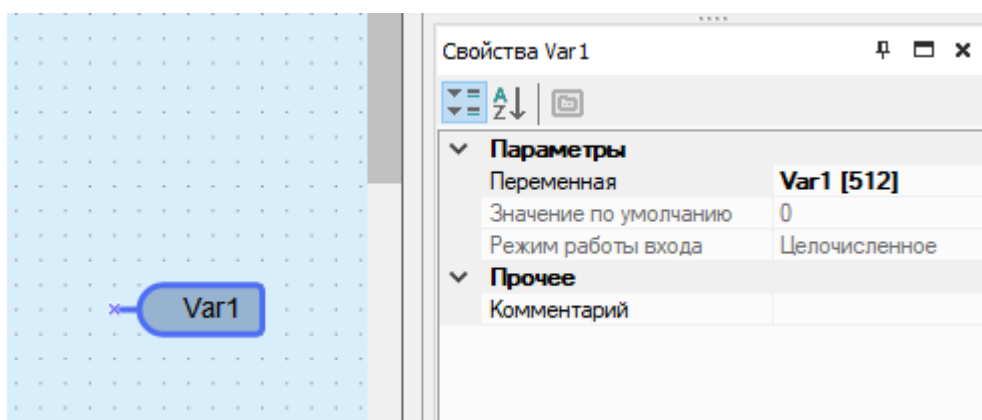 Свойства Var1
Параметры
Переменная Var1 [512]
Значение по умолчанию 0
Режим работы входа Целочисленное
Прочее
Комментарий
Var1